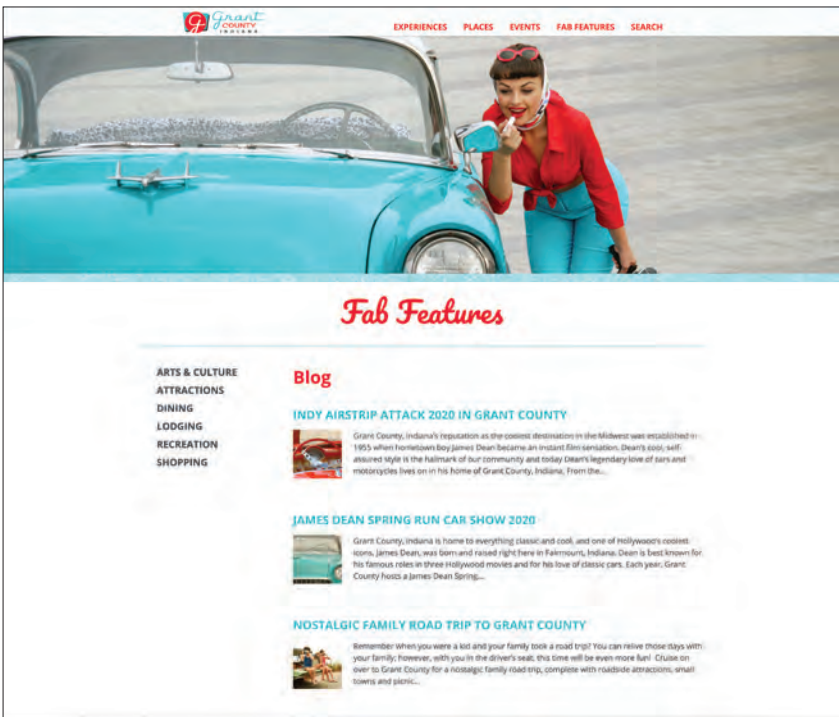 Grant
COUNTY
INDIANA
EXPERIENCES PLACES EVENTS FAB FEATURES SEARCH
Fab Features
ARTS & CULTURE
ATTRACTIONS
DINING
LODGING
RECREATION
SHOPPING
Blog
INDY AIRSTRIP ATTACK 2020 IN GRANT COUNTY
Grant County, Indiana's reputation as the coolest destination in the Midwest was established in
1955 when hometown boy James Dean became an instant film sensation. Dean's cool, self-
assured style is the hallmark of our community and today Dean's legendary love of cars and
motorcycles lives on in his home of Grant County, Indiana. From the...
JAMES DEAN SPRING RUN CAR SHOW 2020
Grant County, Indiana is home to everything classic and cool, and one of Hollywood's coolest
icons, James Dean, was born and raised right here in Fairmount, Indiana. Dean is best known for
his famous roles in three Hollywood movies and for his love of classic cars. Each year, Grant
County hosts a James Dean Spring...
NOSTALGIC FAMILY ROAD TRIP TO GRANT COUNTY
Remember when you were a kid and your family took a road trip? You can relive those days with
your family; however, with you in the driver's seat, this time will be even more fun! Cruise on
over to Grant County for a nostalgic family road trip, complete with roadside attractions, small
towns and picnic...